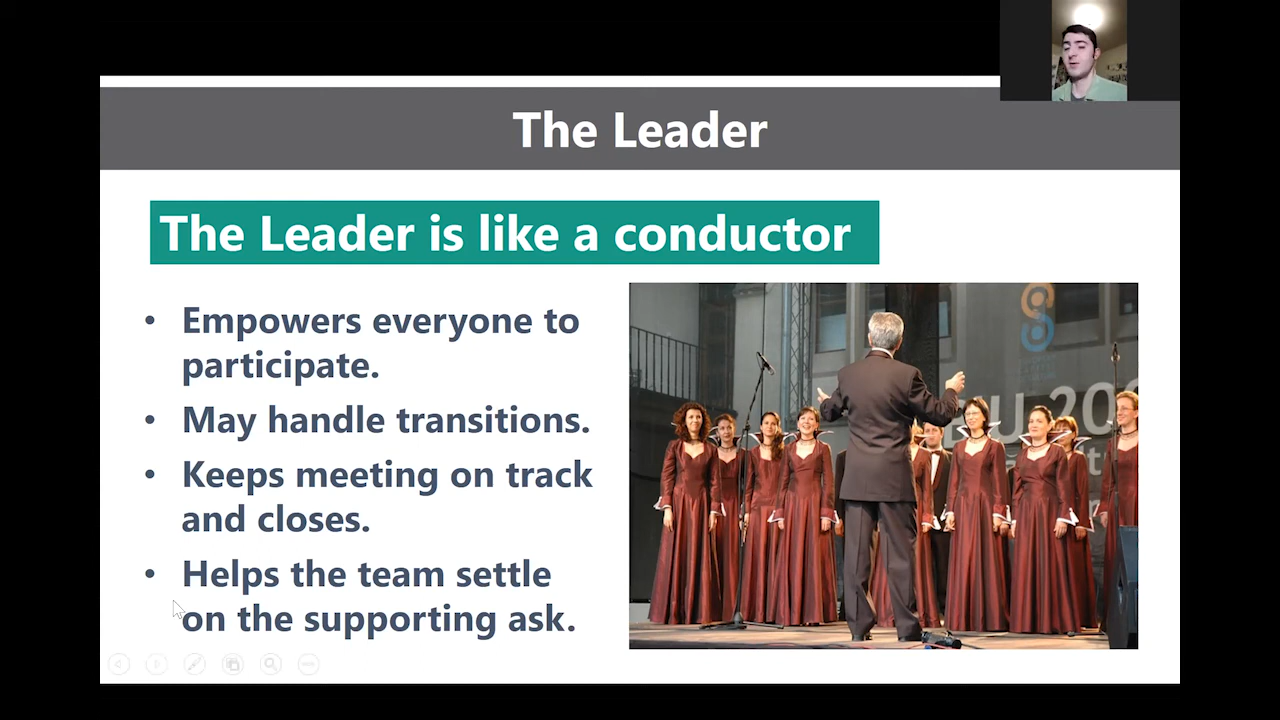 The Leader
The Leader is like a conductor
• Empowers everyone to
participate.
• May handle transitions.
• Keeps meeting on track
and closes.
• Helps the team settle
on the supporting ask.